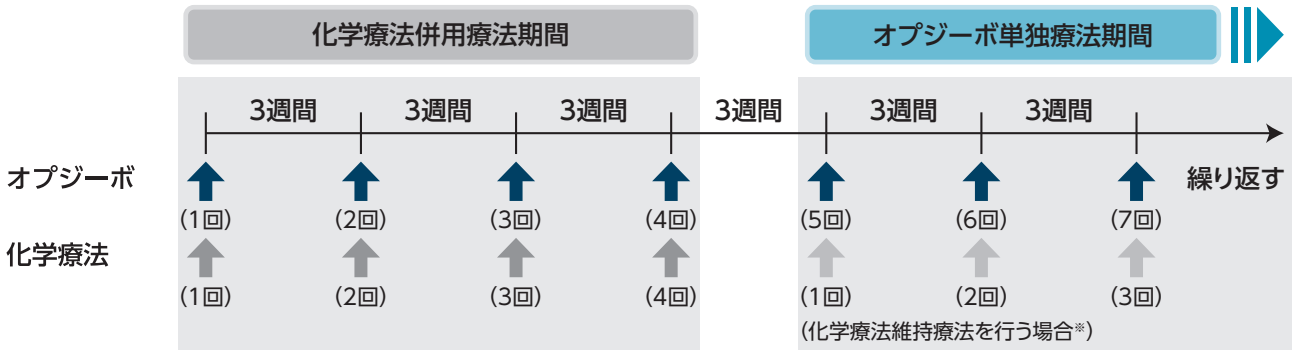 化学療法併用療法期間
オプジーボ単独療法期間
3週間 3週間 3週間 3週間 3週間 3週間
オプジーボ
繰り返す
(1回) (2回) (3回) (4回) (5回) (6回) (7回)
化学療法
(1回) (2回) (3回) (4回) (1回) (2回) (3回)
(化学療法維持療法を行う場合※)